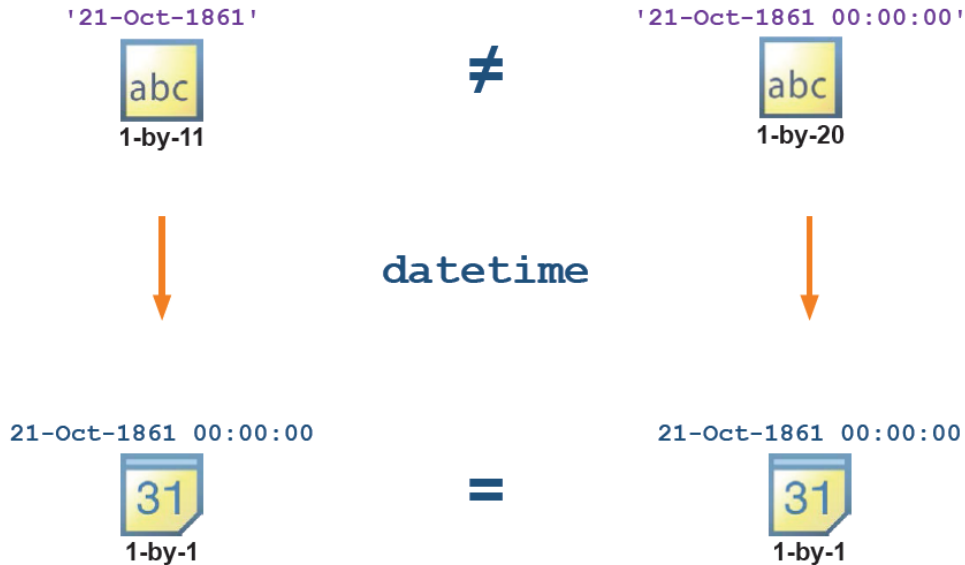 '21-Oct-1861'
'21-Oct-1861 00:00:00'
≠
abc
abc
1-by-11
1-by-20
datetime
21-Oct-1861 00:00:00
21-Oct-1861 00:00:00
31
=
31
1-by-1
1-by-1